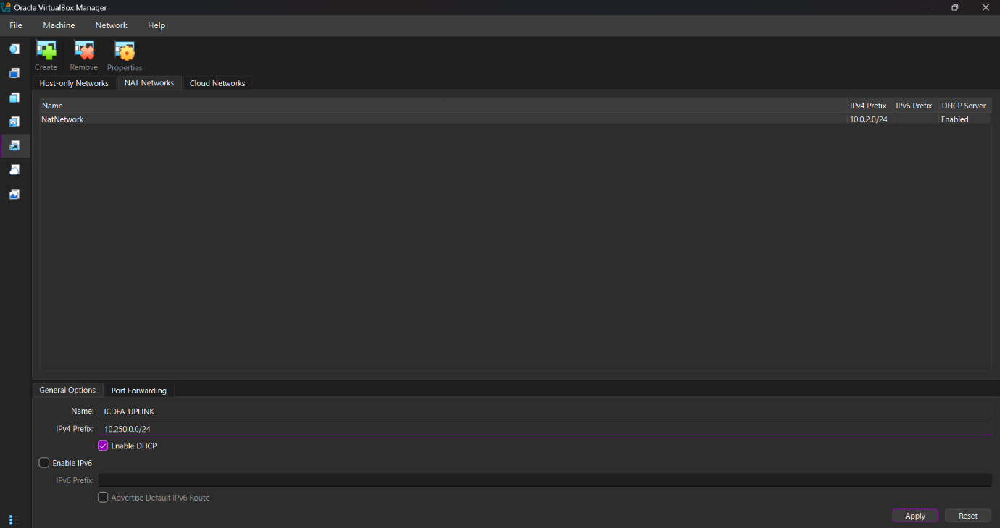 Oracle VirtualBox Manager
File Machine Network Help
Create Remove Properties
Host-only Networks NAT Networks Cloud Networks
Name IPv4 Prefix IPv6 Prefix DHCP Server
NatNetwork 10.0.2.0/24 Enabled
General Options Port Forwarding
Name: ICDFA-UPLINK
IPv4 Prefix: 10.250.0.0/24
Enable DHCP
Enable IPv6
IPv6 Prefix:
Advertise Default IPv6 Route
Apply Reset